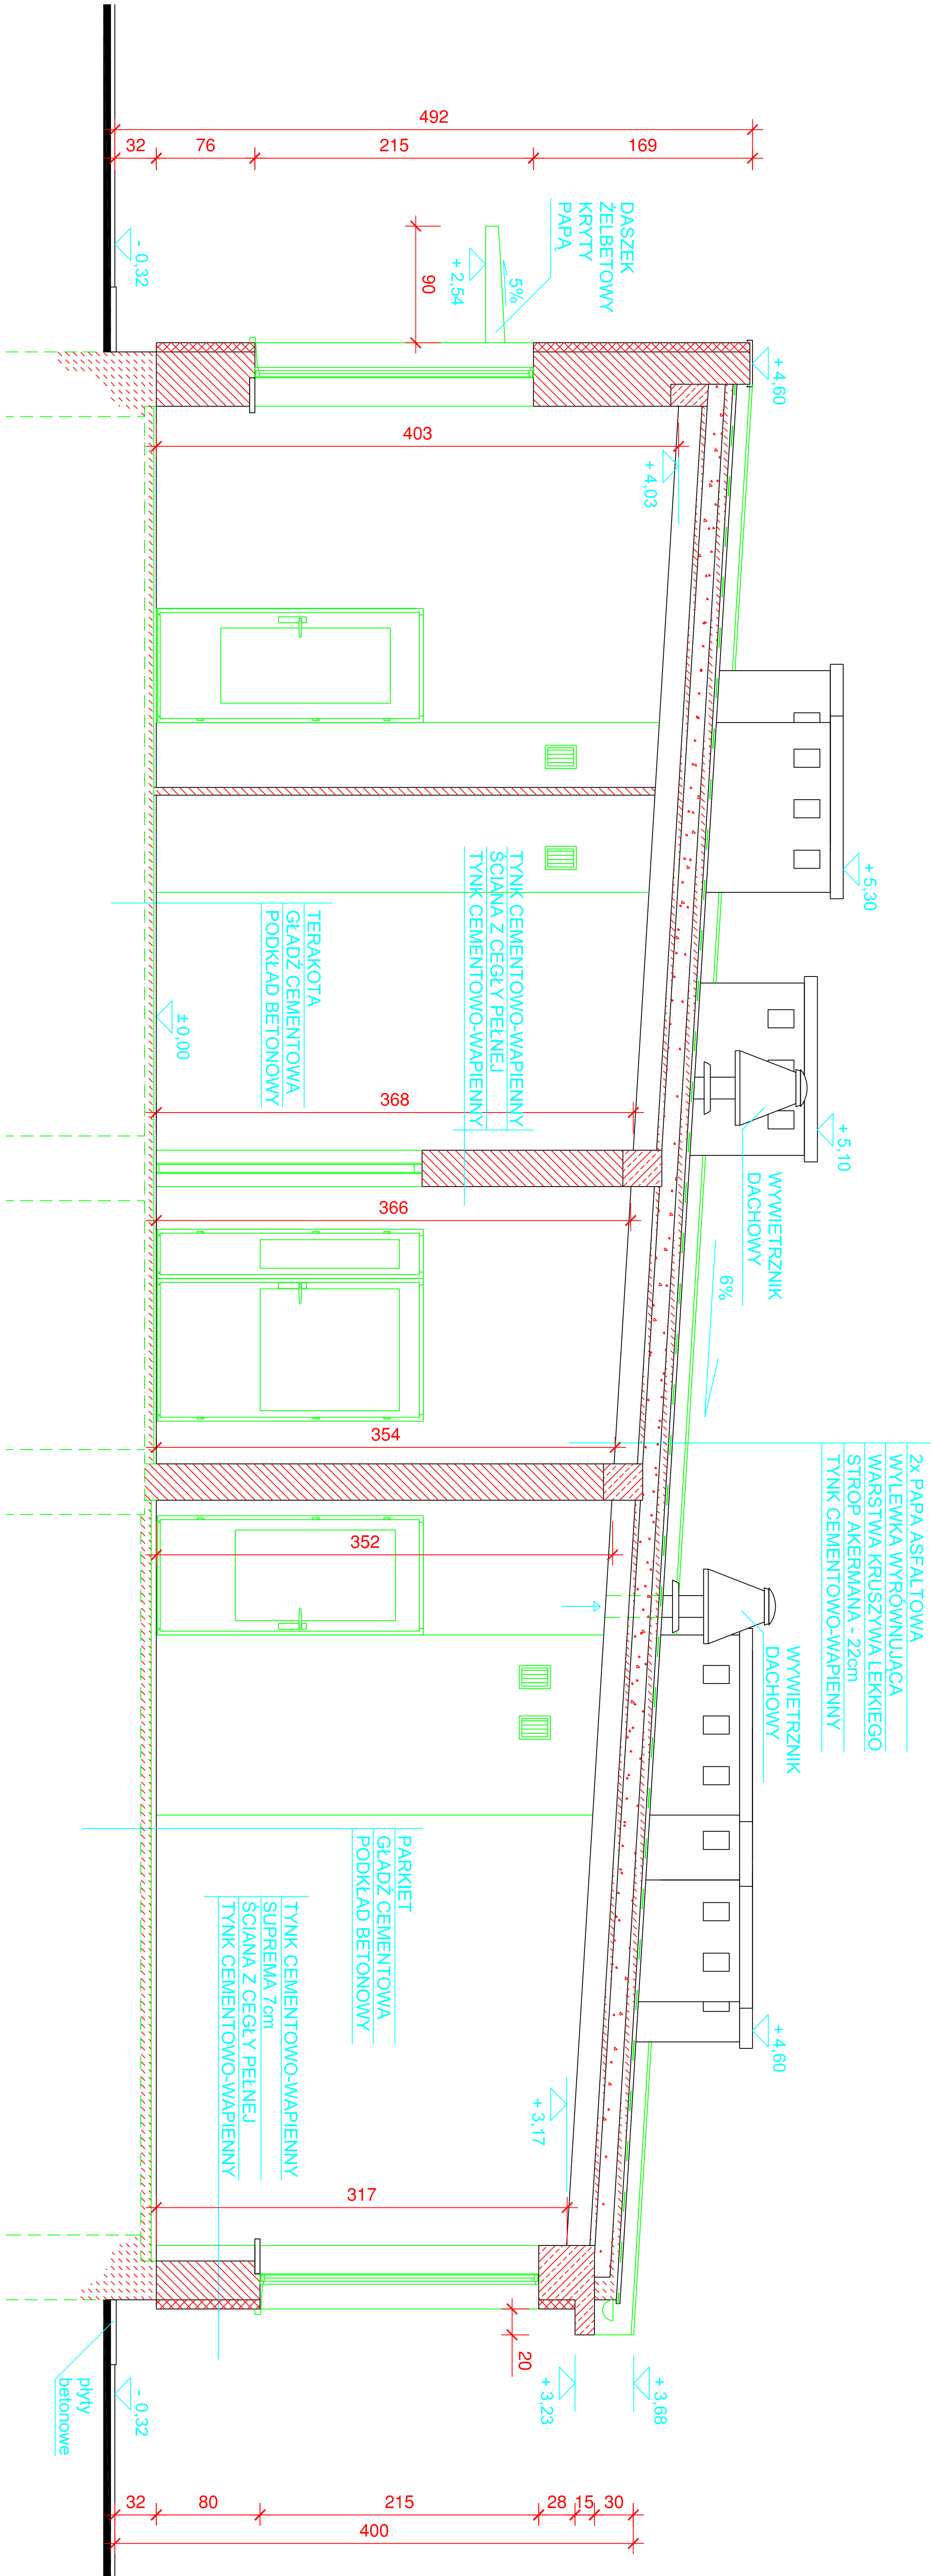 492
32
76
215
169
DASZEK
ŻELBETOWY
KRYTY
PAPĄ
- 0,32
90
+ 2,54
5%
+ 4,60
403
+ 4,03
+ 5,30
TYNK CEMENTOWO-WAPIENNY
ŚCIANA Z CEGŁY PEŁNEJ
TYNK CEMENTOWO-WAPIENNY
TERAKOTA
GŁADŹ CEMENTOWA
PODKŁAD BETONOWY
±0,00
368
+ 5,10
WYWIETRZNIK
DACHOWY
366
6%
354
2x PAPA ASFALTOWA
WYLEWKA WYRÓWNUJĄCA
WARSTWA KRUSZYWA LEKKIEGO
STROP AKERMANA - 22cm
TYNK CEMENTOWO-WAPIENNY
352
WYWIETRZNIK
DACHOWY
PARKIET
GŁADŹ CEMENTOWA
PODKŁAD BETONOWY
TYNK CEMENTOWO-WAPIENNY
SUPREMA 7cm
ŚCIANA Z CEGŁY PEŁNEJ
TYNK CEMENTOWO-WAPIENNY
+ 4,60
+ 3,17
317
20
+ 3,68
+ 3,23
płyty
betonowe
- 0,32
32
80
215
28
15
30
400